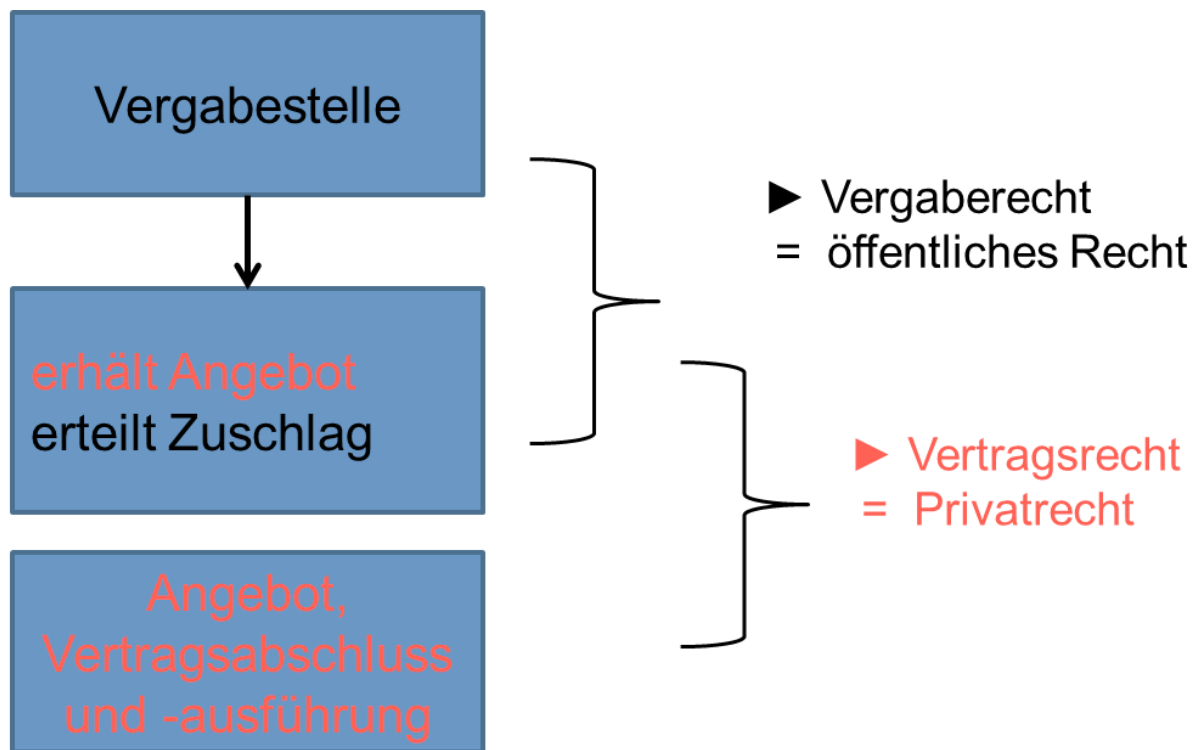 Vergabestelle
► Vergaberecht
= öffentliches Recht
erhält Angebot
erteilt Zuschlag
► Vertragsrecht
= Privatrecht
Angebot,
Vertragsabschluss
und -ausführung